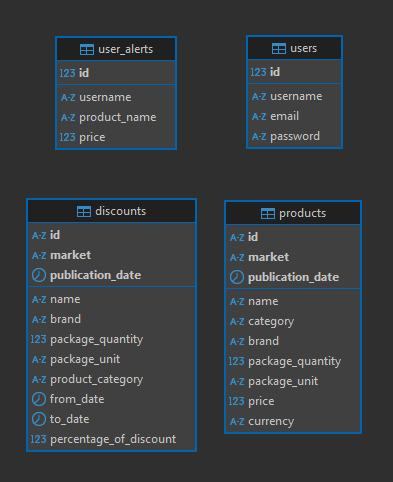 user_alerts
123 id
A-Z username
A-Z product_name
123 price
users
123 id
A-Z username
A-Z email
A-Z password
discounts
A-Z id
A-Z market
publication_date
A-Z name
A-Z brand
123 package_quantity
A-Z package_unit
A-Z product_category
from_date
to_date
123 percentage_of_discount
products
A-Z id
A-Z market
publication_date
A-Z name
A-Z category
A-Z brand
123 package_quantity
A-Z package_unit
123 price
A-Z currency